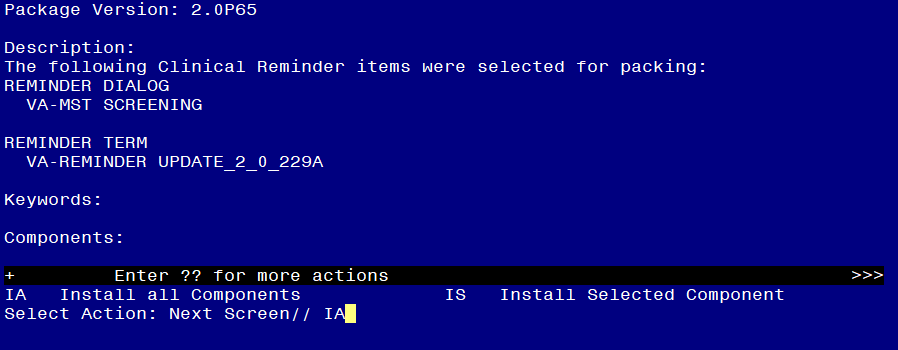 Package Version: 2.0P65
Description:
The following Clinical Reminder items were selected for packing:
REMINDER DIALOG
VA-MST SCREENING
REMINDER TERM
VA-REMINDER UPDATE_2_0_229A
Keywords:
Components:
+ Enter ?? for more actions >>>
IA Install all Components IS Install Selected Component
Select Action: Next Screen// IA